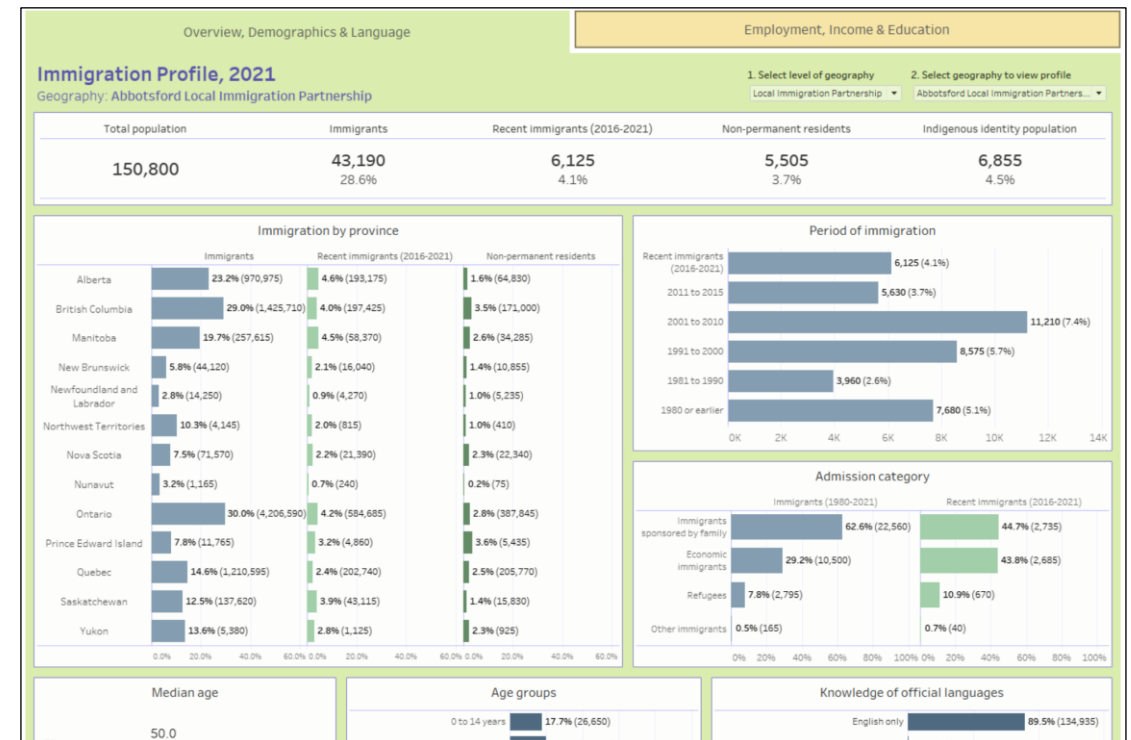 Overview, Demographics & Language
Employment, Income & Education
Immigration Profile, 2021
Geography: Abbotsford Local Immigration Partnership
1. Select level of geography
2. Select geography to view profile
Local Immigration Partnership
Abbotsford Local Immigration Partners...
Total population
Immigrants
Recent immigrants (2016-2021)
Non-permanent residents
Indigenous identity population
150,800
43,190
6,125
5,505
6,855
28.6%
4.1%
3.7%
4.5%
Immigration by province
Immigrants
Recent immigrants (2016-2021)
Non-permanent residents
Alberta 23.2% (970,975) 4.6% (193,175) 1.6% (64,830)
British Columbia 29.0% (1,425,710) 4.0% (197,425) 3.5% (171,000)
Manitoba 19.7% (257,615) 4.5% (58,370) 2.6% (34,285)
New Brunswick 5.8% (44,120) 2.1% (16,040) 1.4% (10,855)
Newfoundland and
Labrador 2.8% (14,250) 0.9% (4,270) 1.0% (5,235)
Northwest Territories 10.3% (4,145) 2.0% (815) 1.0% (410)
Nova Scotia 7.5% (71,570) 2.2% (21,390) 2.3% (22,340)
Nunavut 3.2% (1,165) 0.7% (240) 0.2% (75)
Ontario 30.0% (4,206,590) 4.2% (584,685) 2.8% (387,845)
Prince Edward Island 7.8% (11,765) 3.2% (4,860) 3.6% (5,435)
Quebec 14.6% (1,210,595) 2.4% (202,740) 2.5% (205,770)
Saskatchewan 12.5% (137,620) 3.9% (43,115) 1.4% (15,830)
Yukon 13.6% (5,380) 2.8% (1,125) 2.3% (925)
0.0% 20.0% 40.0% 60.0% 0.0% 20.0% 40.0% 60.0% 0.0% 20.0% 40.0% 60.0%
Period of immigration
Recent immigrants
(2016-2021) 6,125 (4.1%)
2011 to 2015 5,630 (3.7%)
2001 to 2010 11,210 (7.4%)
1991 to 2000 8,575 (5.7%)
1981 to 1990 3,960 (2.6%)
1980 or earlier 7,680 (5.1%)
0K 2K 4K 6K 8K 10K 12K 14K
Admission category
Immigrants (1980-2021)
Recent immigrants (2016-2021)
Immigrants
sponsored by family 62.6% (22,560) 44.7% (2,735)
Economic
immigrants 29.2% (10,500) 43.8% (2,685)
Refugees 7.8% (2,795) 10.9% (670)
Other immigrants 0.5% (165) 0.7% (40)
0% 20% 40% 60% 80% 100% 0% 20% 40% 60% 80% 100%
Median age
50.0
Age groups
0 to 14 years 17.7% (26,650)
Knowledge of official languages
English only 89.5% (134,935)